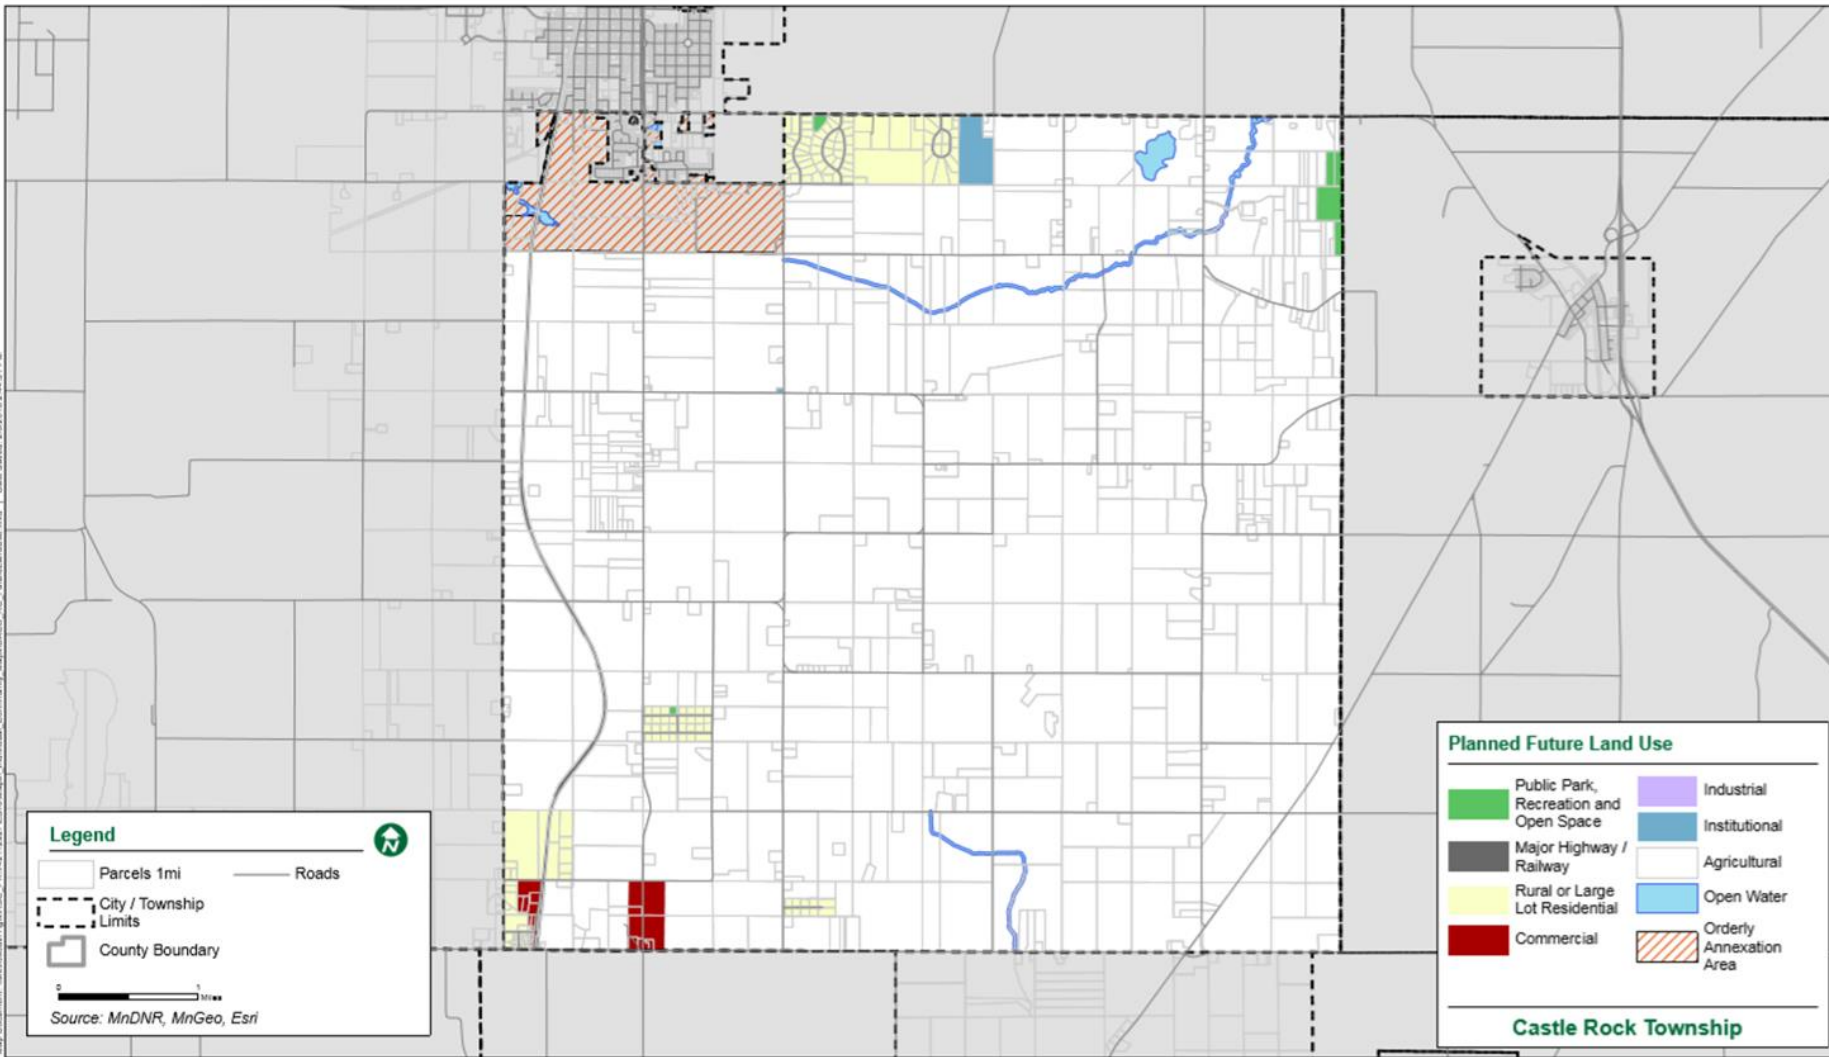 Legend
N
Parcels 1mi
Roads
City / Township
Limits
County Boundary
0
1
Source: MnDNR, MnGeo, Esri
Planned Future Land Use
Public Park,
Recreation and
Open Space
Major Highway /
Railway
Rural or Large
Lot Residential
Commercial
Industrial
Institutional
Agricultural
Open Water
Orderly
Annexation
Area
Castle Rock Township